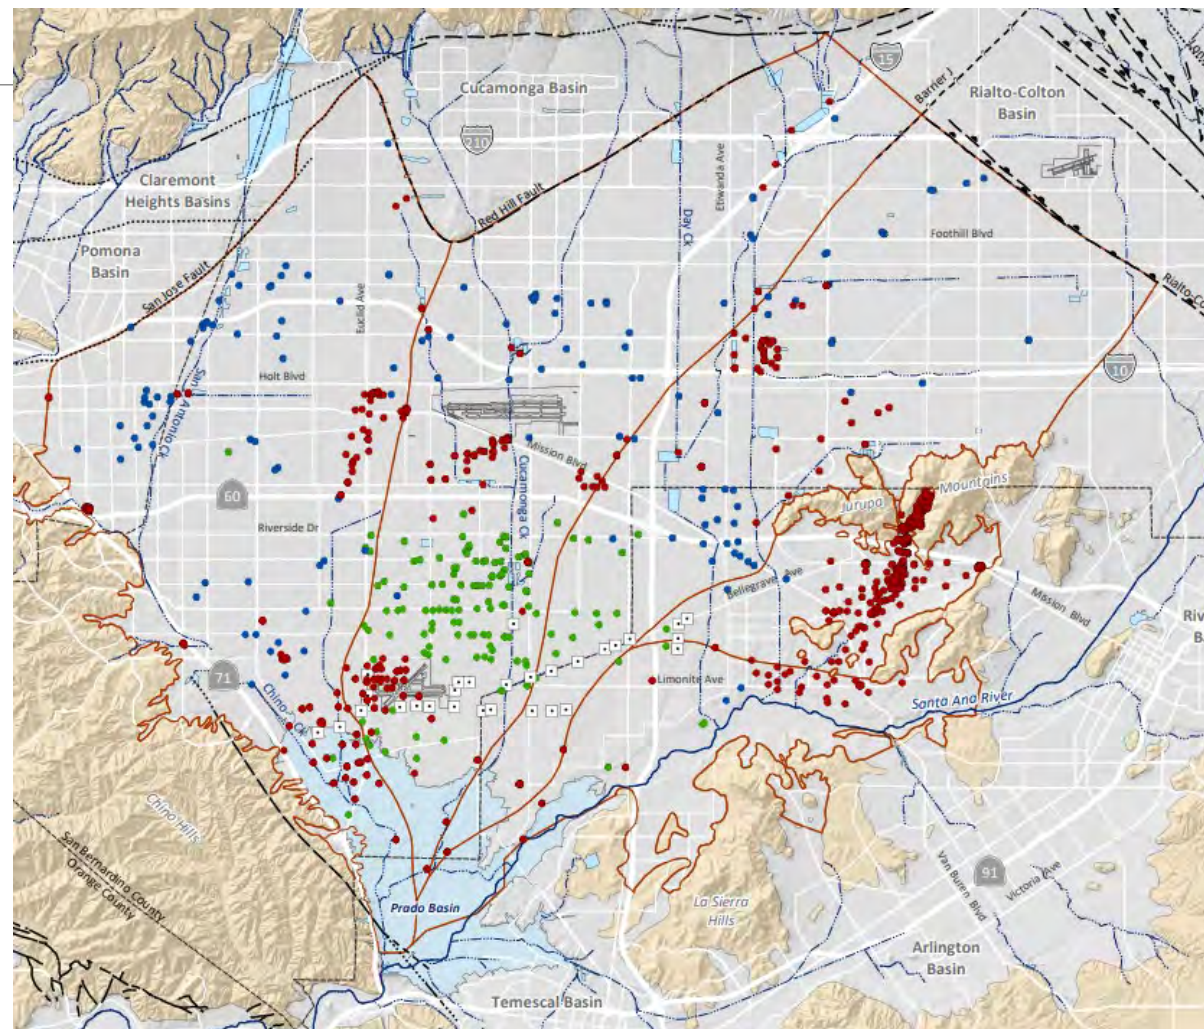 15
Cucamonga Basin
Rialto-Colton
Basin
Barrier J
210
Claremont
Heights Basins
Etiwanda Ave
Red Hill Fault
Day Ck
Foothill Blvd
Pomona
Basin
San Jose Fault
Euclid Ave
Rialto-Co
10
Holt Blvd
San Antonio Ck
Mission Blvd
Cucamonga Ck
60
Jurupa Mountains
Riverside Dr
Bellegrave Ave
Mission Blvd
Riv
B
71
Limonite Ave
Chino Ck
Santa Ana River
Chino Hills
San Bernardino County
Orange County
Van Buren Blvd
91
Victoria Ave
Prado Basin
La Sierra
Hills
Arlington
Basin
Temescal Basin